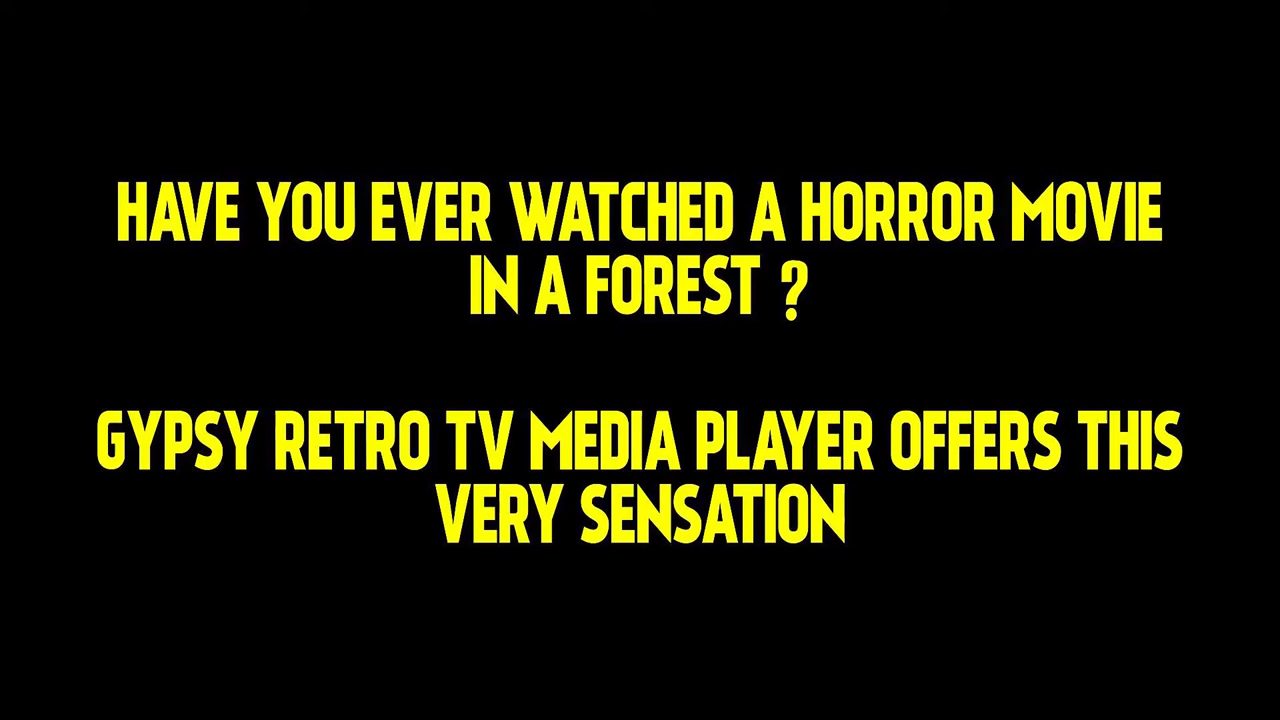 HAVE YOU EVER WATCHED A HORROR MOVIE
IN A FOREST ?
GYPSY RETRO TV MEDIA PLAYER OFFERS THIS
VERY SENSATION